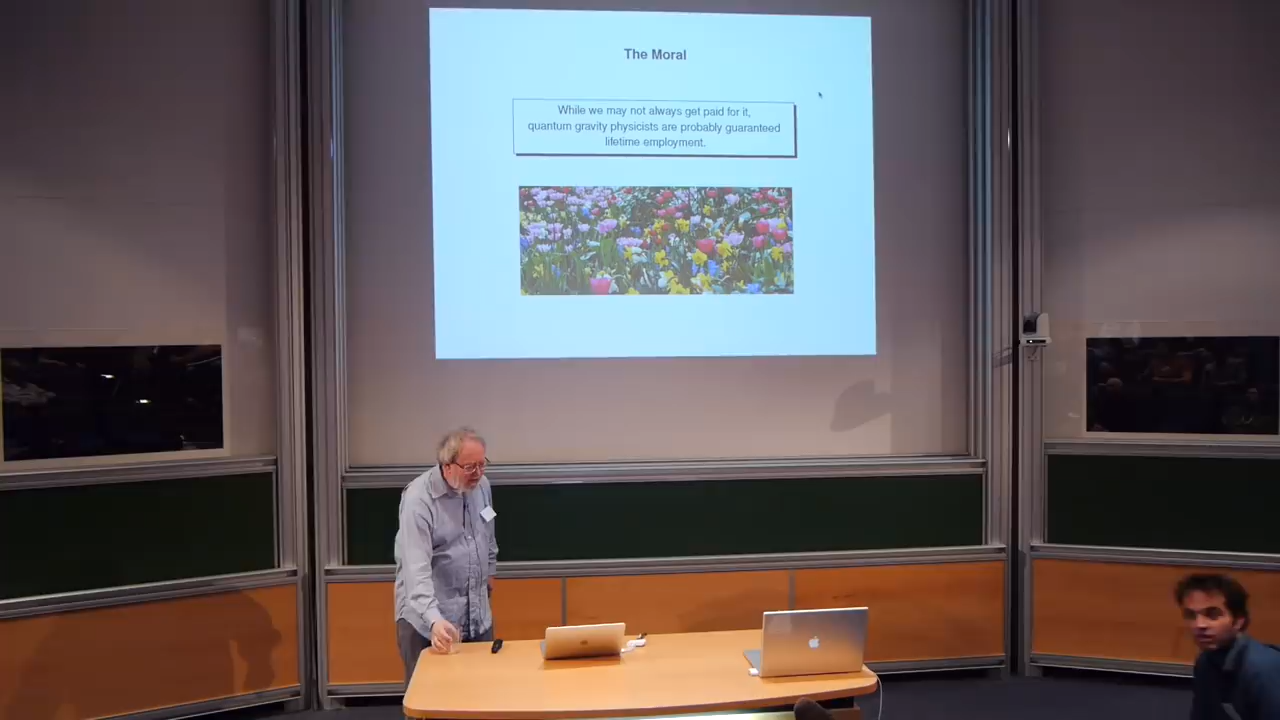 The Moral
While we may not always get paid for it,
quantum gravity physicists are probably guaranteed
lifetime employment.